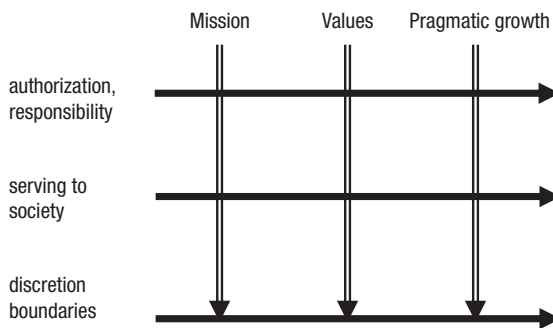 Mission Values Pragmatic growth
authorization,
responsibility
serving to
society
discretion
boundaries